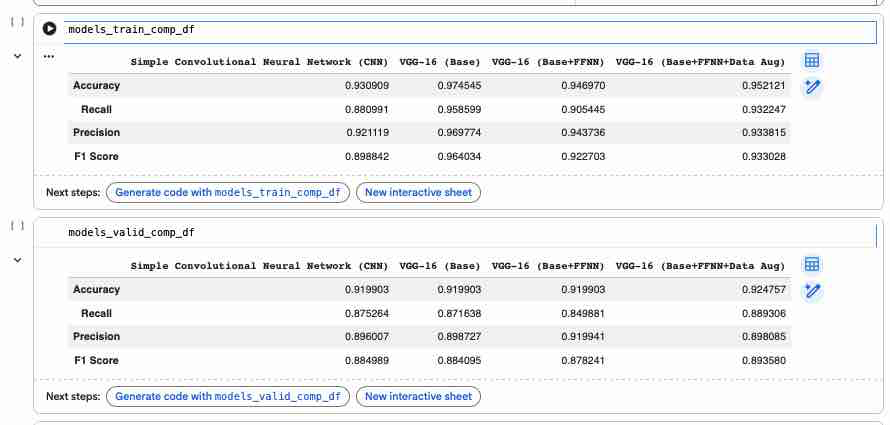 [ ] models_train_comp_df
...
Simple Convolutional Neural Network (CNN) VGG-16 (Base) VGG-16 (Base+FFNN) VGG-16 (Base+FFNN+Data Aug)
Accuracy 0.930909 0.974545 0.946970 0.952121
Recall 0.880991 0.958599 0.905445 0.932247
Precision 0.921119 0.969774 0.943736 0.933815
F1 Score 0.898842 0.964034 0.922703 0.933028
Next steps: Generate code with models_train_comp_df New interactive sheet
[ ] models_valid_comp_df
Simple Convolutional Neural Network (CNN) VGG-16 (Base) VGG-16 (Base+FFNN) VGG-16 (Base+FFNN+Data Aug)
Accuracy 0.919903 0.919903 0.919903 0.924757
Recall 0.875264 0.871638 0.849881 0.889306
Precision 0.896007 0.898727 0.919941 0.898085
F1 Score 0.884989 0.884095 0.878241 0.893580
Next steps: Generate code with models_valid_comp_df New interactive sheet